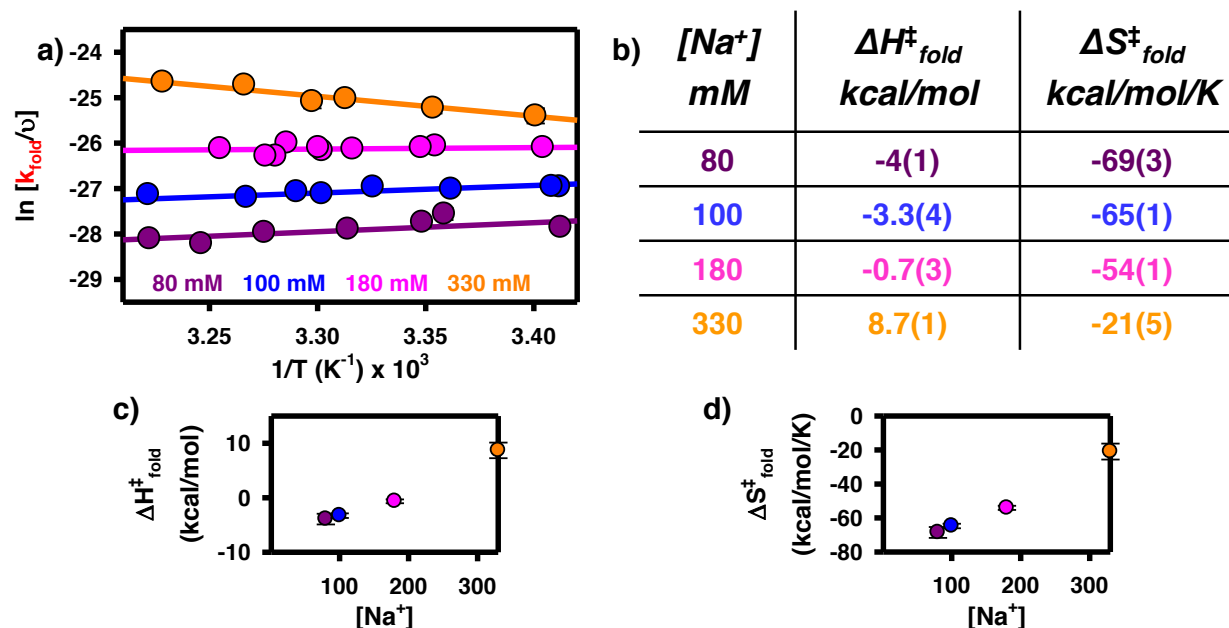 a)
ln [k_fold/υ]
-24
-25
-26
-27
-28
-29
80 mM 100 mM 180 mM 330 mM
3.25 3.30 3.35 3.40
1/T (K⁻¹) x 10³
b)
[Na⁺] ΔH‡fold ΔS‡fold
mM kcal/mol kcal/mol/K
80 -4(1) -69(3)
100 -3.3(4) -65(1)
180 -0.7(3) -54(1)
330 8.7(1) -21(5)
c)
ΔH‡fold
(kcal/mol)
10
0
-10
100 200 300
[Na⁺]
d)
ΔS‡fold
(kcal/mol/K)
0
-20
-40
-60
-80
100 200 300
[Na⁺]